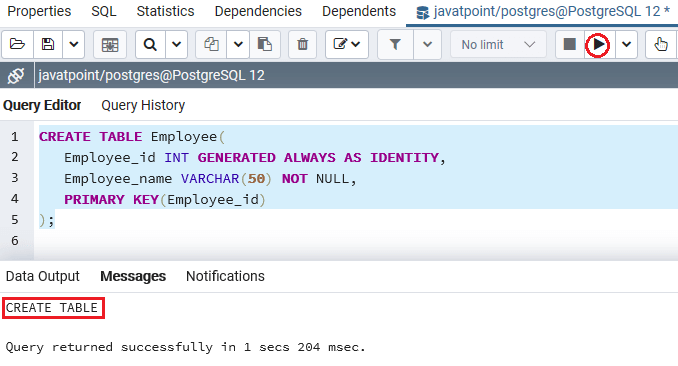 Properties SQL Statistics Dependencies Dependents javatpoint/postgres@PostgreSQL 12 *
No limit
javatpoint/postgres@PostgreSQL 12
Query Editor Query History
1 CREATE TABLE Employee(
2 Employee_id INT GENERATED ALWAYS AS IDENTITY,
3 Employee_name VARCHAR(50) NOT NULL,
4 PRIMARY KEY(Employee_id)
5 );
6
Data Output Messages Notifications
CREATE TABLE
Query returned successfully in 1 secs 204 msec.